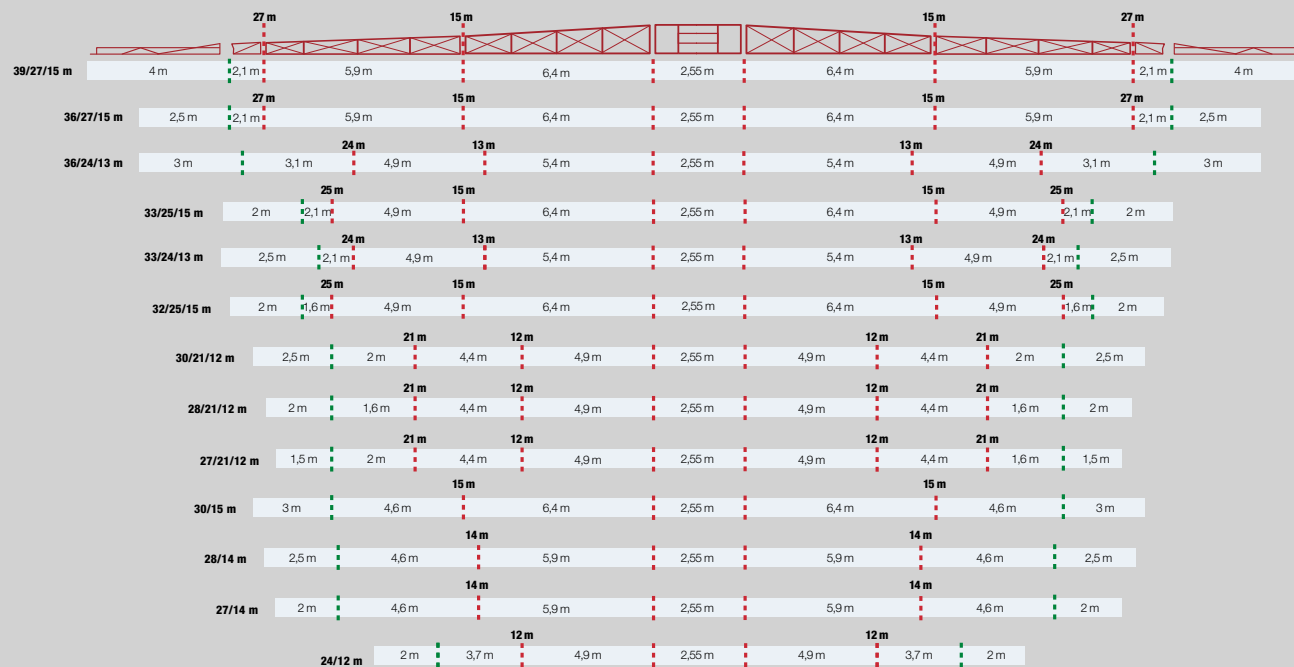 27 m 15 m 15 m 27 m
39/27/15 m 4 m 2,1 m 5,9 m 6,4 m 2,55 m 6,4 m 5,9 m 2,1 m 4 m
27 m 15 m 15 m 27 m
36/27/15 m 2,5 m 2,1 m 5,9 m 6,4 m 2,55 m 6,4 m 5,9 m 2,1 m 2,5 m
24 m 13 m 13 m 24 m
36/24/13 m 3 m 3,1 m 4,9 m 5,4 m 2,55 m 5,4 m 4,9 m 3,1 m 3 m
25 m 15 m 15 m 25 m
33/25/15 m 2 m 2,1 m 4,9 m 6,4 m 2,55 m 6,4 m 4,9 m 2,1 m 2 m
24 m 13 m 13 m 24 m
33/24/13 m 2,5 m 2,1 m 4,9 m 5,4 m 2,55 m 5,4 m 4,9 m 2,1 m 2,5 m
25 m 15 m 15 m 25 m
32/25/15 m 2 m 1,6 m 4,9 m 6,4 m 2,55 m 6,4 m 4,9 m 1,6 m 2 m
21 m 12 m 12 m 21 m
30/21/12 m 2,5 m 2 m 4,4 m 4,9 m 2,55 m 4,9 m 4,4 m 2 m 2,5 m
21 m 12 m 12 m 21 m
28/21/12 m 2 m 1,6 m 4,4 m 4,9 m 2,55 m 4,9 m 4,4 m 1,6 m 2 m
21 m 12 m 12 m 21 m
27/21/12 m 1,5 m 2 m 4,4 m 4,9 m 2,55 m 4,9 m 4,4 m 1,6 m 1,5 m
15 m 15 m
30/15 m 3 m 4,6 m 6,4 m 2,55 m 6,4 m 4,6 m 3 m
14 m 14 m
28/14 m 2,5 m 4,6 m 5,9 m 2,55 m 5,9 m 4,6 m 2,5 m
14 m 14 m
27/14 m 2 m 4,6 m 5,9 m 2,55 m 5,9 m 4,6 m 2 m
12 m 12 m
24/12 m 2 m 3,7 m 4,9 m 2,55 m 4,9 m 3,7 m 2 m